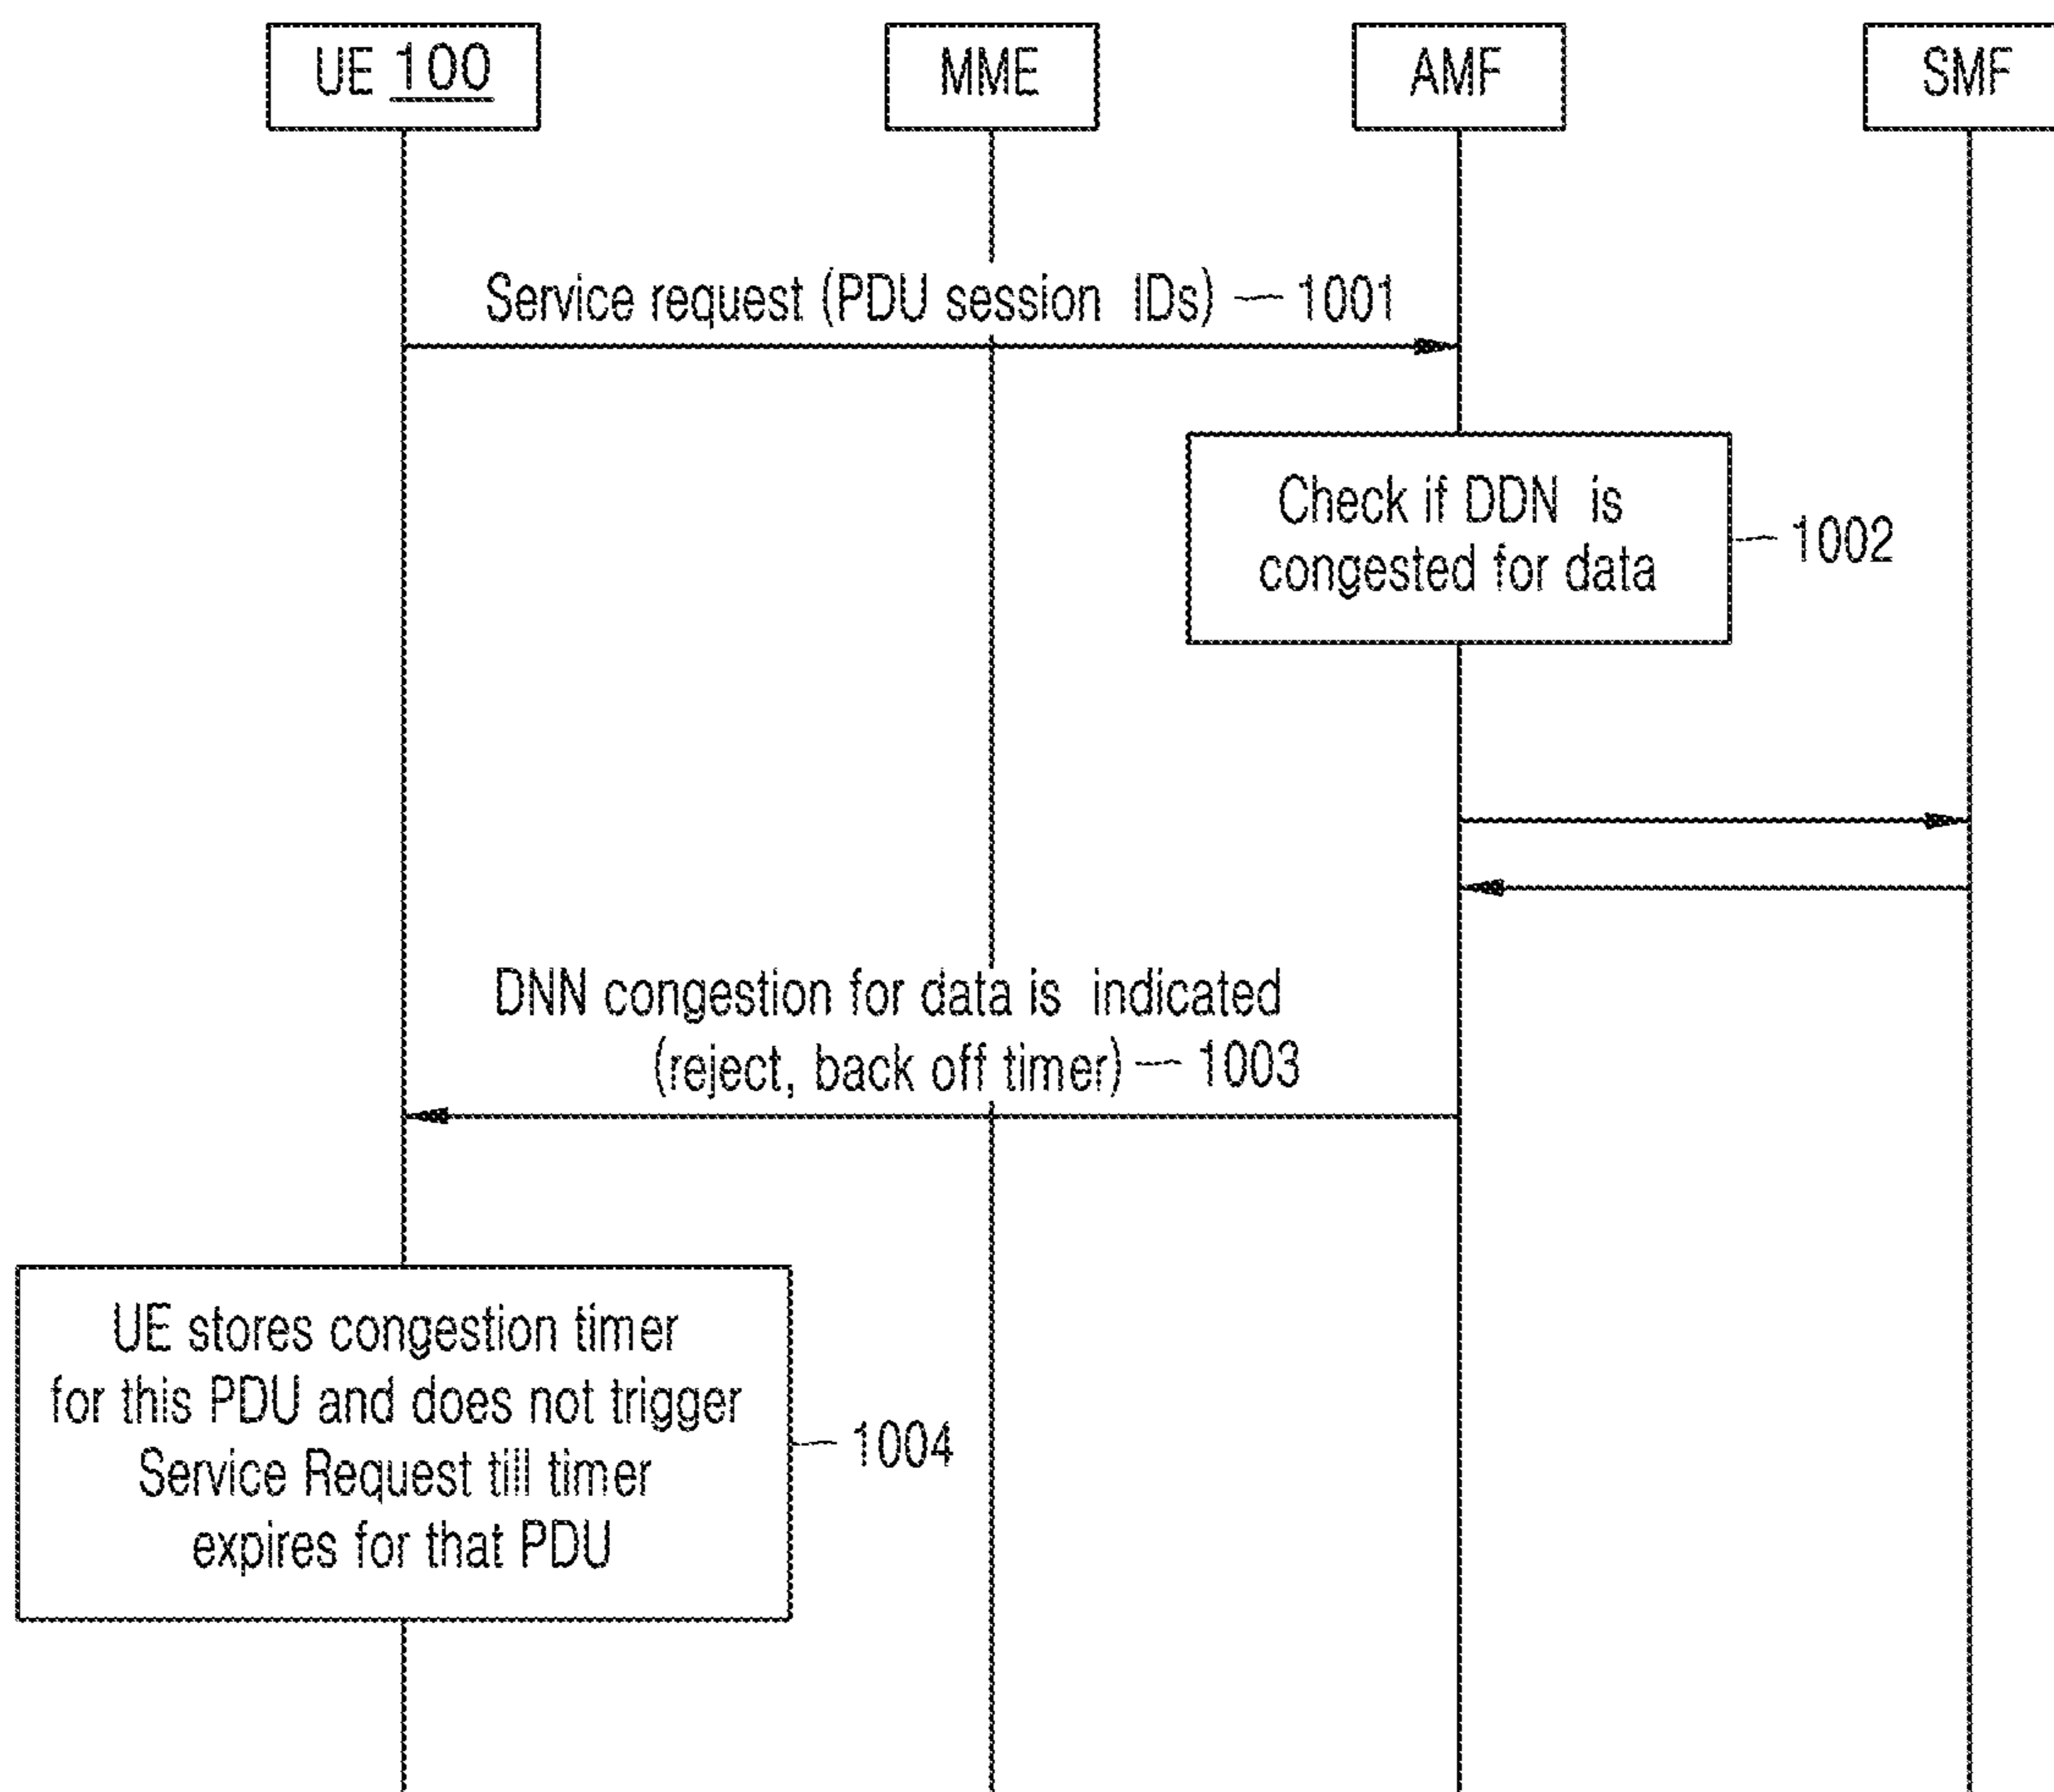 UE 100
MME
AMF
SMF
Service request (PDU session IDs) — 1001
Check if DDN is
congested for data
1002
DNN congestion for data is indicated
(reject, back off timer) — 1003
UE stores congestion timer
for this PDU and does not trigger
Service Request till timer
expires for that PDU
1004